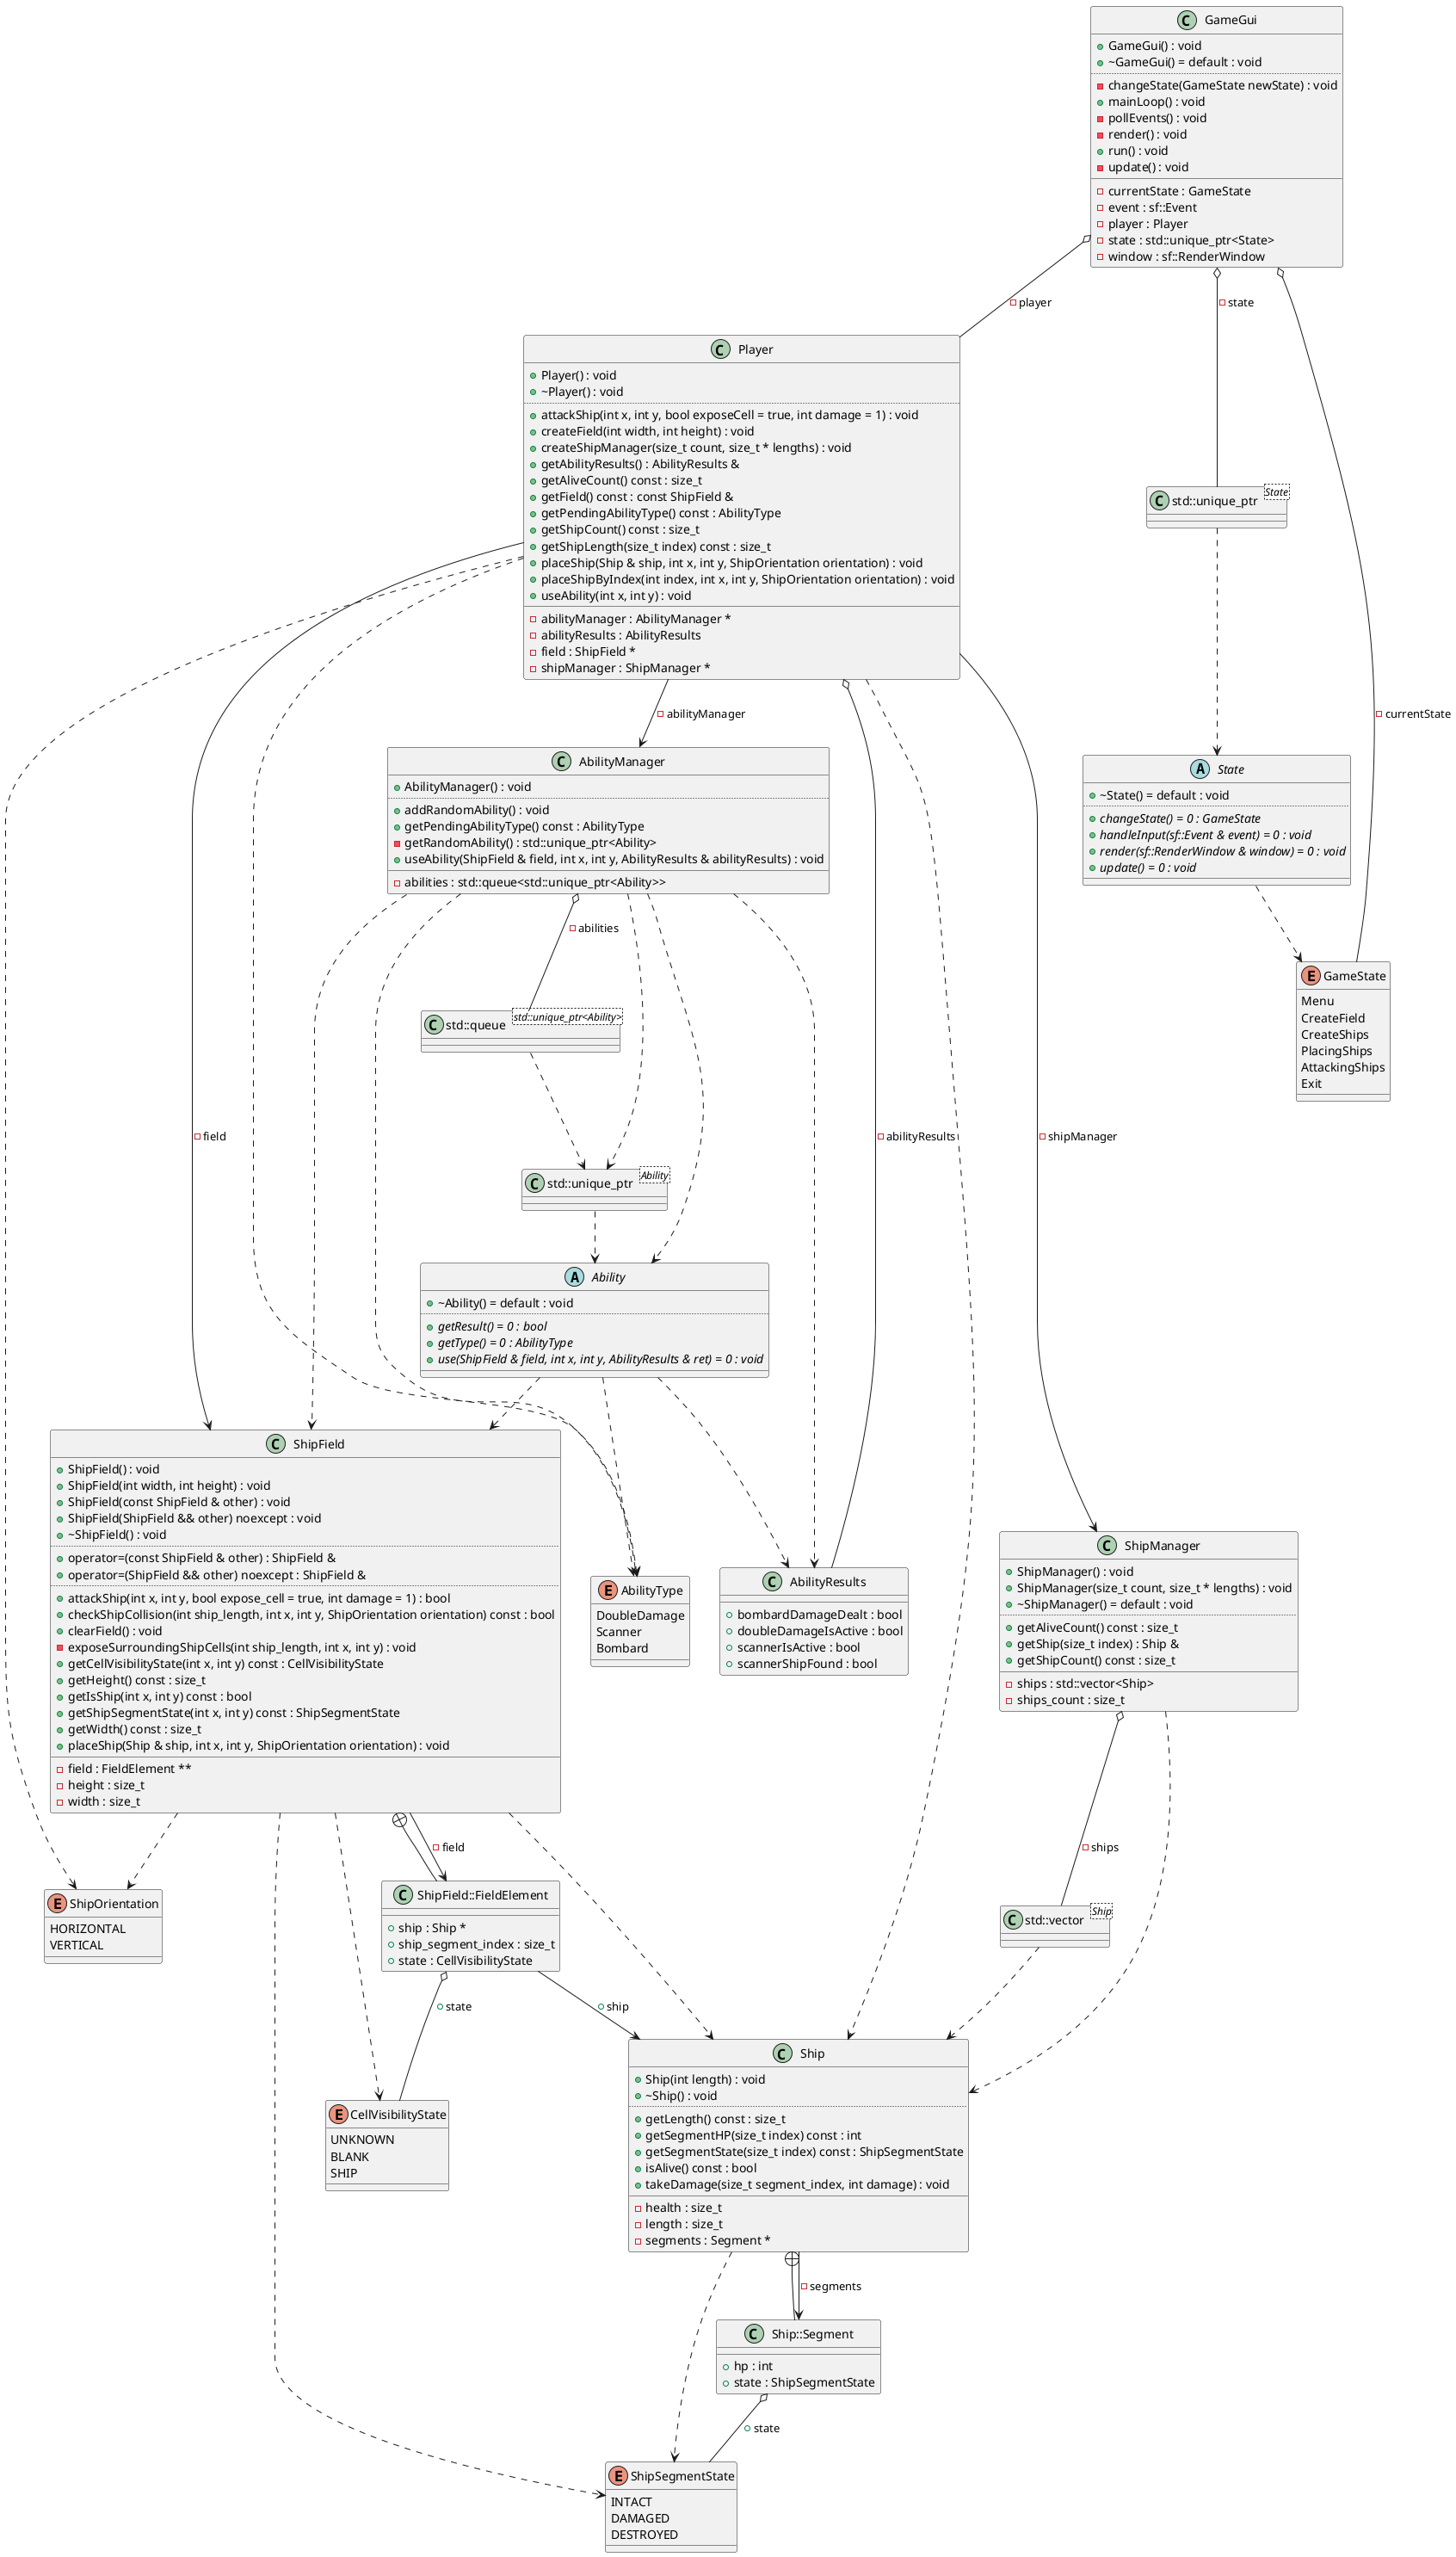 GameGui
GameGui() : void
~GameGui() = default : void
changeState(GameState newState) : void
mainLoop() : void
pollEvents() : void
render() : void
run() : void
update() : void
currentState : GameState
event : sf::Event
player : Player
state : std::unique_ptr<State>
window : sf::RenderWindow
player
state
Player
Player() : void
~Player() : void
attackShip(int x, int y, bool exposeCell = true, int damage = 1) : void
createField(int width, int height) : void
createShipManager(size_t count, size_t * lengths) : void
getAbilityResults() : AbilityResults &
getAliveCount() const : size_t
getField() const : const ShipField &
getPendingAbilityType() const : AbilityType
getShipCount() const : size_t
getShipLength(size_t index) const : size_t
placeShip(Ship & ship, int x, int y, ShipOrientation orientation) : void
placeShipByIndex(int index, int x, int y, ShipOrientation orientation) : void
useAbility(int x, int y) : void
abilityManager : AbilityManager *
abilityResults : AbilityResults
field : ShipField *
shipManager : ShipManager *
std::unique_ptr
State
abilityManager
currentState
AbilityManager
AbilityManager() : void
addRandomAbility() : void
getPendingAbilityType() const : AbilityType
getRandomAbility() : std::unique_ptr<Ability>
useAbility(ShipField & field, int x, int y, AbilityResults & abilityResults) : void
abilities : std::queue<std::unique_ptr<Ability>>
State
~State() = default : void
changeState() = 0 : GameState
handleInput(sf::Event & event) = 0 : void
render(sf::RenderWindow & window) = 0 : void
update() = 0 : void
abilities
std::queue
std::unique_ptr<Ability>
GameState
Menu
CreateField
CreateShips
PlacingShips
AttackingShips
Exit
field
abilityResults
shipManager
std::unique_ptr
Ability
Ability
~Ability() = default : void
getResult() = 0 : bool
getType() = 0 : AbilityType
use(ShipField & field, int x, int y, AbilityResults & ret) = 0 : void
ShipField
ShipField() : void
ShipField(int width, int height) : void
ShipField(const ShipField & other) : void
ShipField(ShipField && other) noexcept : void
~ShipField() : void
operator=(const ShipField & other) : ShipField &
operator=(ShipField && other) noexcept : ShipField &
attackShip(int x, int y, bool expose_cell = true, int damage = 1) : bool
checkShipCollision(int ship_length, int x, int y, ShipOrientation orientation) const : bool
clearField() : void
exposeSurroundingShipCells(int ship_length, int x, int y) : void
getCellVisibilityState(int x, int y) const : CellVisibilityState
getHeight() const : size_t
getIsShip(int x, int y) const : bool
getShipSegmentState(int x, int y) const : ShipSegmentState
getWidth() const : size_t
placeShip(Ship & ship, int x, int y, ShipOrientation orientation) : void
field : FieldElement **
height : size_t
width : size_t
AbilityType
DoubleDamage
Scanner
Bombard
AbilityResults
bombardDamageDealt : bool
doubleDamageIsActive : bool
scannerIsActive : bool
scannerShipFound : bool
ShipManager
ShipManager() : void
ShipManager(size_t count, size_t * lengths) : void
~ShipManager() = default : void
getAliveCount() const : size_t
getShip(size_t index) : Ship &
getShipCount() const : size_t
ships : std::vector<Ship>
ships_count : size_t
field
ships
ShipOrientation
HORIZONTAL
VERTICAL
ShipField::FieldElement
ship : Ship *
ship_segment_index : size_t
state : CellVisibilityState
std::vector
Ship
state
ship
CellVisibilityState
UNKNOWN
BLANK
SHIP
Ship
Ship(int length) : void
~Ship() : void
getLength() const : size_t
getSegmentHP(size_t index) const : int
getSegmentState(size_t index) const : ShipSegmentState
isAlive() const : bool
takeDamage(size_t segment_index, int damage) : void
health : size_t
length : size_t
segments : Segment *
segments
Ship::Segment
hp : int
state : ShipSegmentState
state
ShipSegmentState
INTACT
DAMAGED
DESTROYED